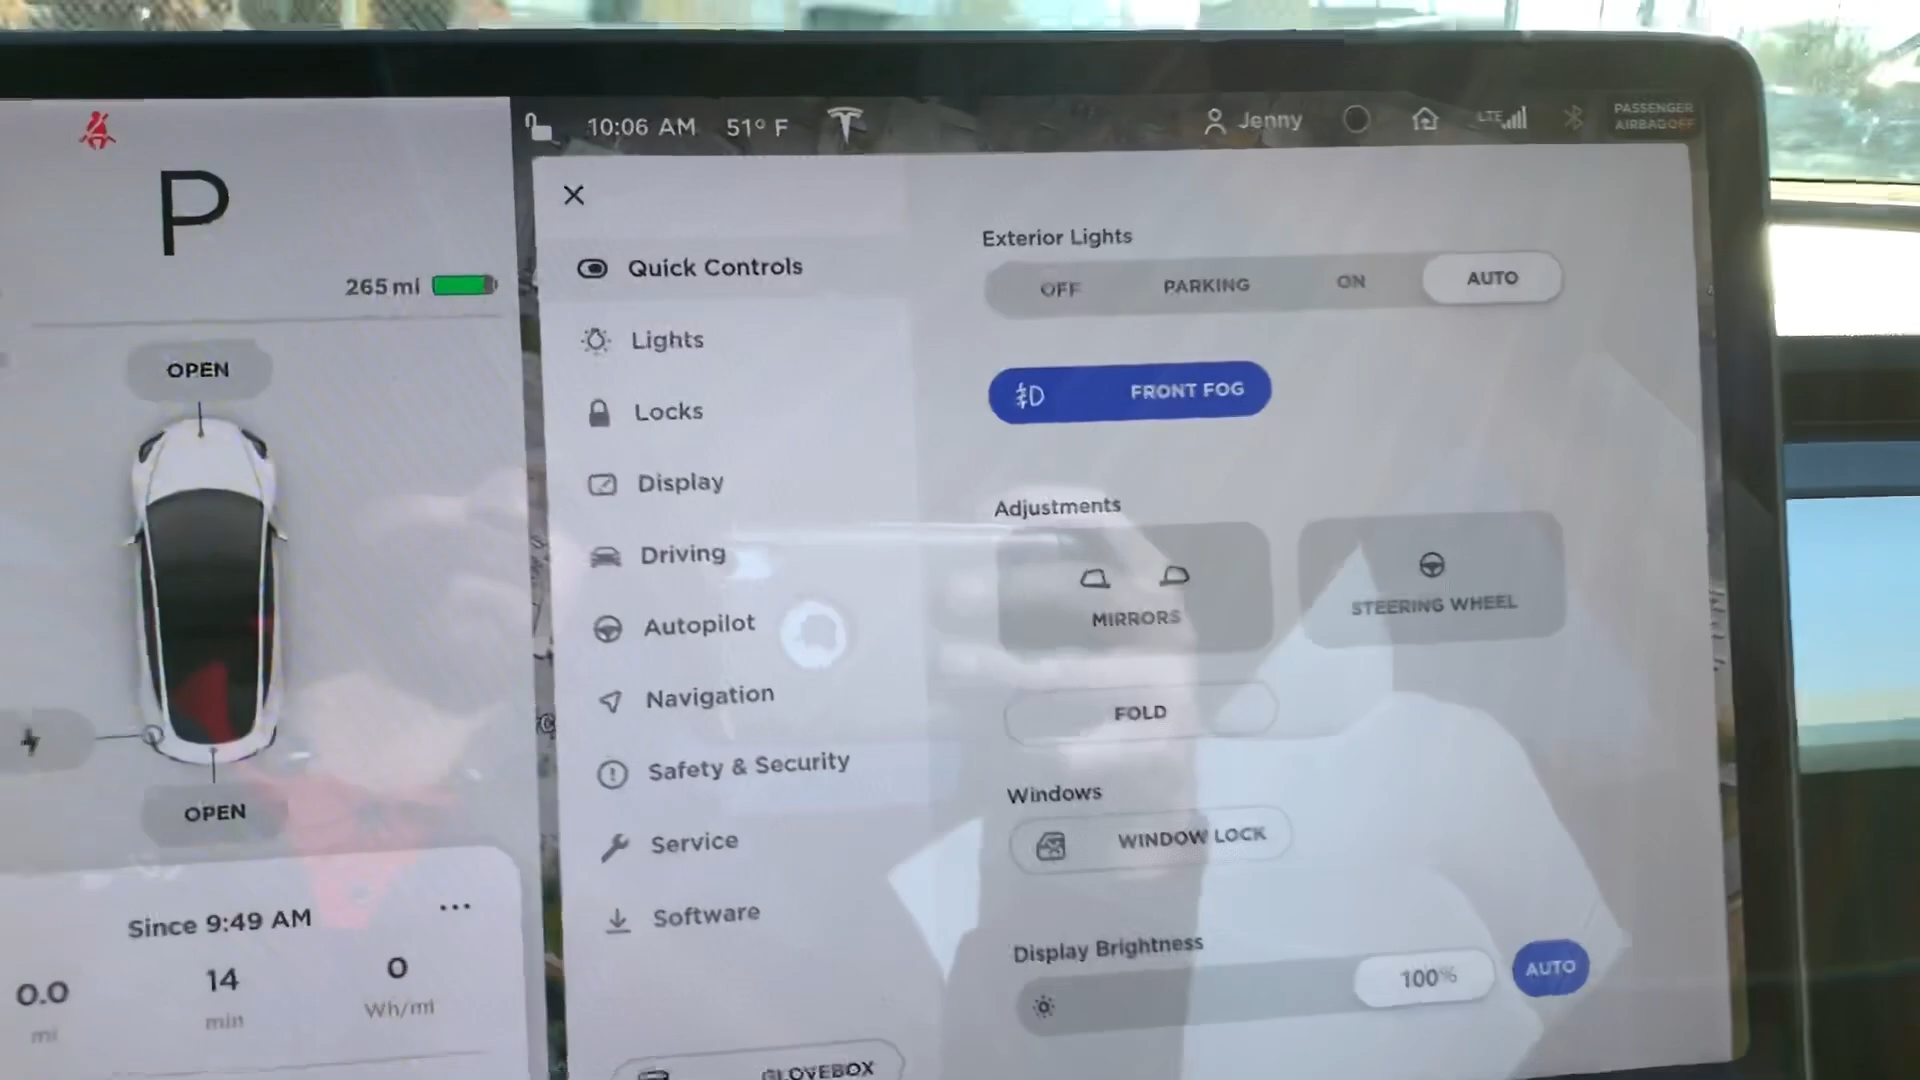 10:06 AM 51° F Jenny LTE PASSENGER
AIRBAG OFF
P
265 mi
OPEN
OPEN
Since 9:49 AM
0.0 14 0
mi min Wh/mi
Quick Controls
Lights
Locks
Display
Driving
Autopilot
Navigation
Safety & Security
Service
Software
GLOVEBOX
Exterior Lights
OFF PARKING ON AUTO
FRONT FOG
Adjustments
MIRRORS STEERING WHEEL
FOLD
Windows
WINDOW LOCK
Display Brightness
100% AUTO